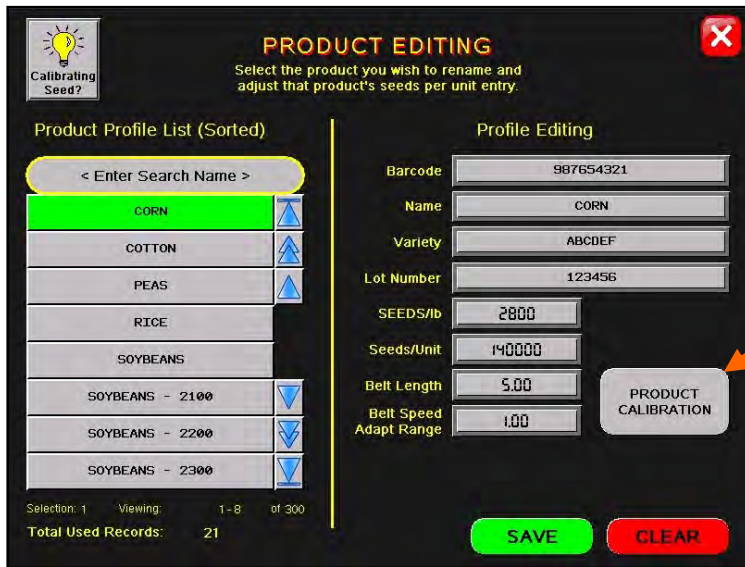 Calibrating
Seed?
PRODUCT EDITING
Select the product you wish to rename and
adjust that product's seeds per unit entry.
Product Profile List (Sorted)
< Enter Search Name >
CORN
COTTON
PEAS
RICE
SOYBEANS
SOYBEANS - 2100
SOYBEANS - 2200
SOYBEANS - 2300
Selection: 1 Viewing: 1-8 of 300
Total Used Records: 21
Profile Editing
Barcode 987654321
Name CORN
Variety ABCDEF
Lot Number 123456
SEEDS/lb 2800
Seeds/Unit 140000
Belt Length 5.00
Belt Speed
Adapt Range 1.00
PRODUCT
CALIBRATION
SAVE CLEAR